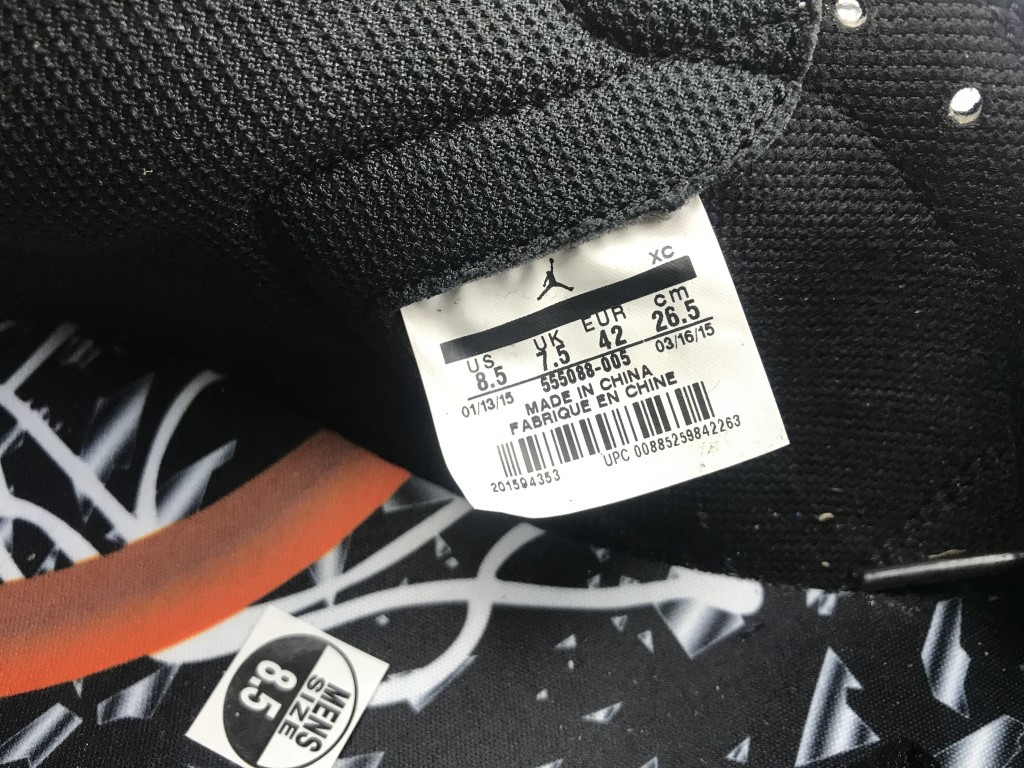 XC
US UK EUR cm
8.5 7.5 42 26.5
01/13/15 555088-005 03/16/15
MADE IN CHINA
FABRIQUE EN CHINE
201594353 UPC 00885259842263
MENS
SIZE
8.5